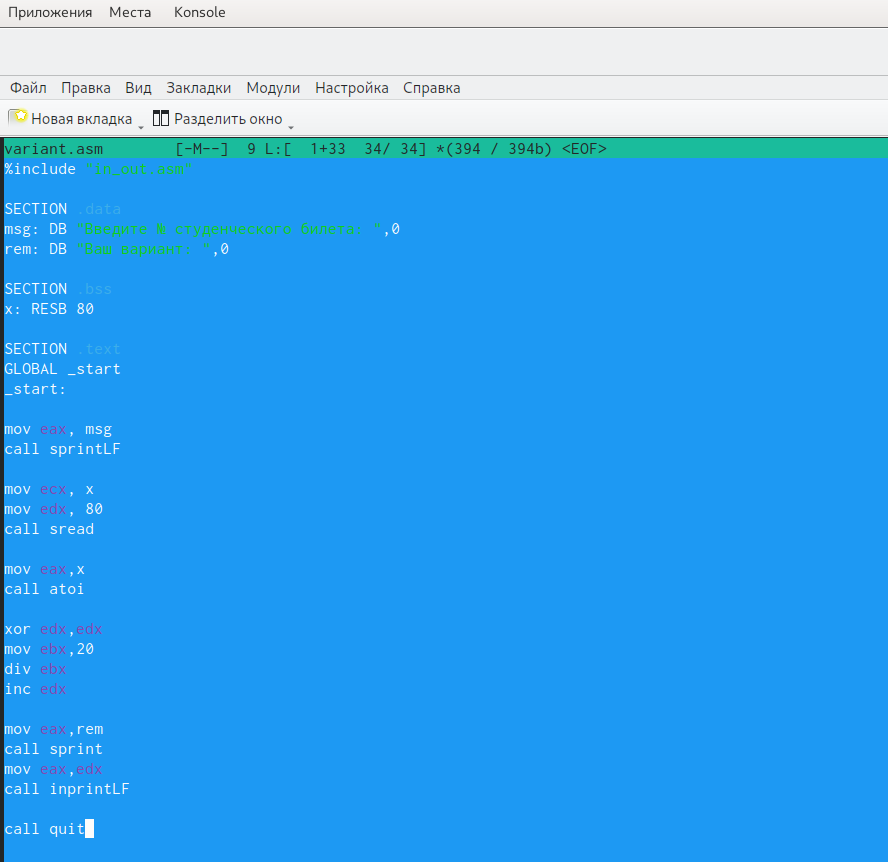 Приложения Места Konsole
Файл Правка Вид Закладки Модули Настройка Справка
Новая вкладка Разделить окно
variant.asm [-M--] 9 L:[ 1+33 34/ 34] *(394 / 394b) <EOF>
%include "in_out.asm"
SECTION .data
msg: DB "Введите № студенческого билета: ",0
rem: DB "Ваш вариант: ",0
SECTION .bss
x: RESB 80
SECTION .text
GLOBAL _start
_start:
mov eax, msg
call sprintLF
mov ecx, x
mov edx, 80
call sread
mov eax,x
call atoi
xor edx,edx
mov ebx,20
div ebx
inc edx
mov eax,rem
call sprint
mov eax,edx
call inprintLF
call quit